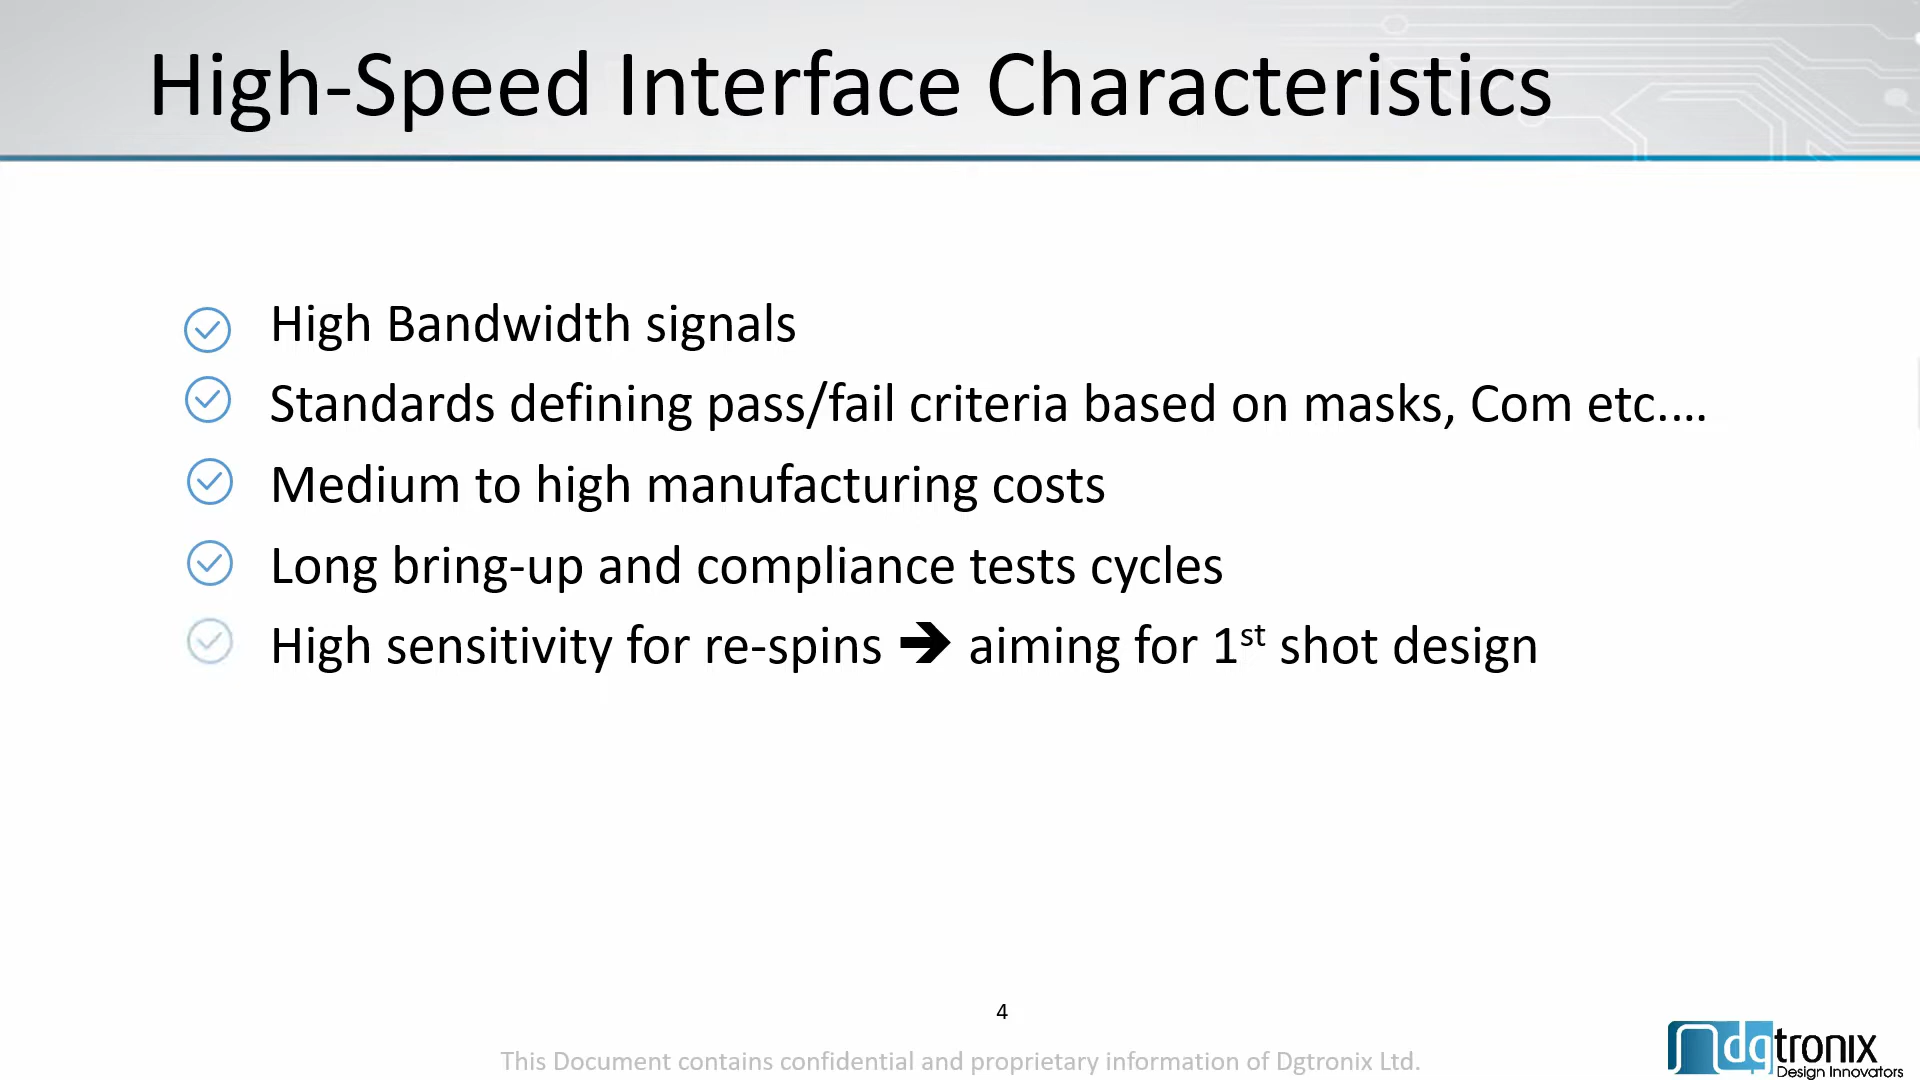 High-Speed Interface Characteristics
High Bandwidth signals
Standards defining pass/fail criteria based on masks, Com etc.…
Medium to high manufacturing costs
Long bring-up and compliance tests cycles
High sensitivity for re-spins 🡺 aiming for 1st shot design
4
This Document contains confidential and proprietary information of Dgtronix Ltd.
dgtronix
Design Innovators